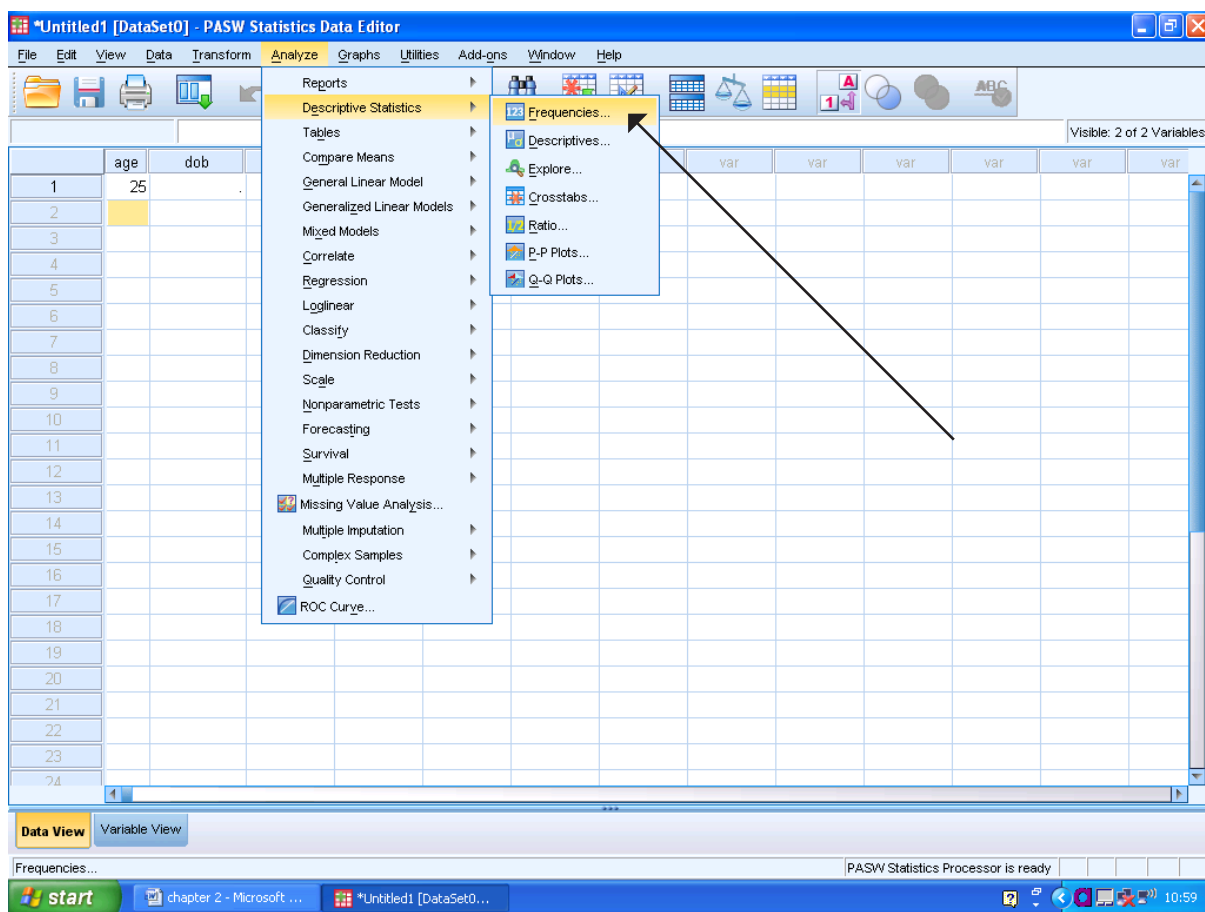 *Untitled1 [DataSet0] - PASW Statistics Data Editor
File Edit View Data Transform Analyze Graphs Utilities Add-ons Window Help
A
1
ABC
Visible: 2 of 2 Variables
age dob var var var var var var
1 25 .
2
3
4
5
6
7
8
9
10
11
12
13
14
15
16
17
18
19
20
21
22
23
24
Reports
Descriptive Statistics
Tables
Compare Means
General Linear Model
Generalized Linear Models
Mixed Models
Correlate
Regression
Loglinear
Classify
Dimension Reduction
Scale
Nonparametric Tests
Forecasting
Survival
Multiple Response
Missing Value Analysis...
Multiple Imputation
Complex Samples
Quality Control
ROC Curve...
123 Frequencies...
Descriptives...
Explore...
Crosstabs...
1/2 Ratio...
P-P Plots...
Q-Q Plots...
Data View Variable View
Frequencies...
PASW Statistics Processor is ready
start
chapter 2 - Microsoft ...
*Untitled1 [DataSet0...
10:59